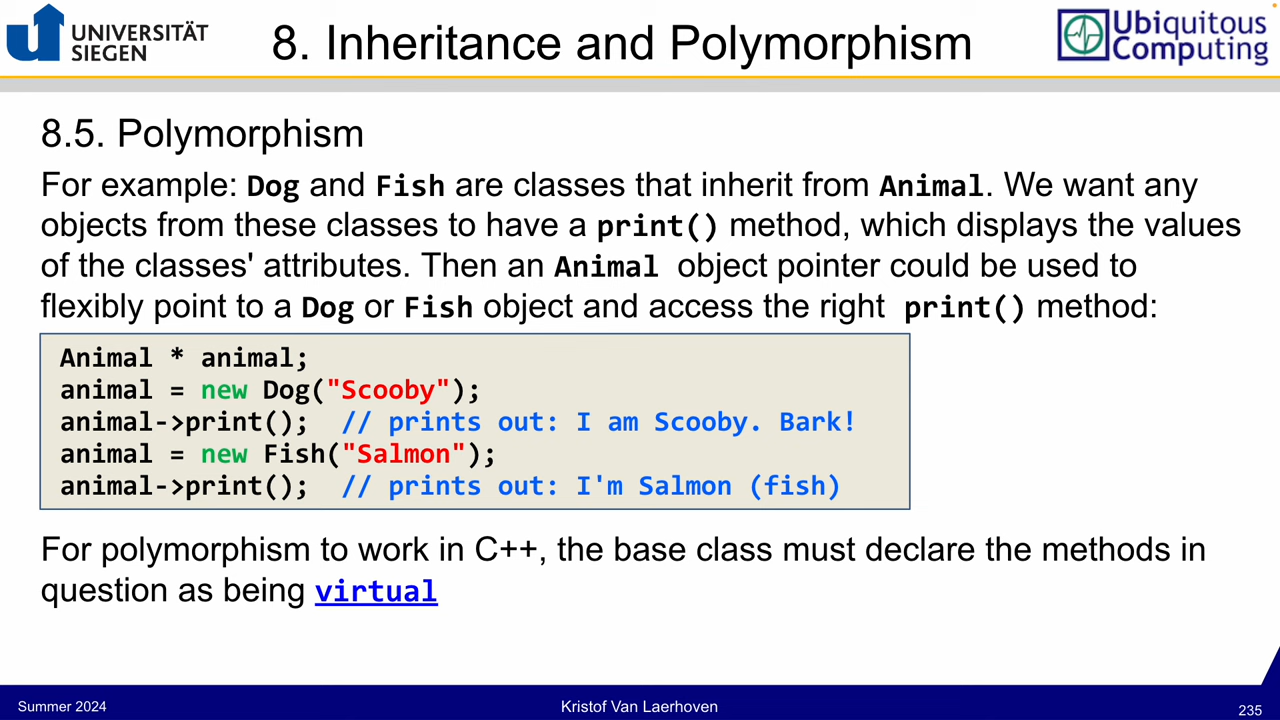 UNIVERSITÄT
SIEGEN
8. Inheritance and Polymorphism
Ubiquitous
Computing
8.5. Polymorphism
For example: Dog and Fish are classes that inherit from Animal. We want any
objects from these classes to have a print() method, which displays the values
of the classes' attributes. Then an Animal object pointer could be used to
flexibly point to a Dog or Fish object and access the right print() method:
Animal * animal;
animal = new Dog("Scooby");
animal->print(); // prints out: I am Scooby. Bark!
animal = new Fish("Salmon");
animal->print(); // prints out: I'm Salmon (fish)
For polymorphism to work in C++, the base class must declare the methods in
question as being virtual
Summer 2024
Kristof Van Laerhoven
235